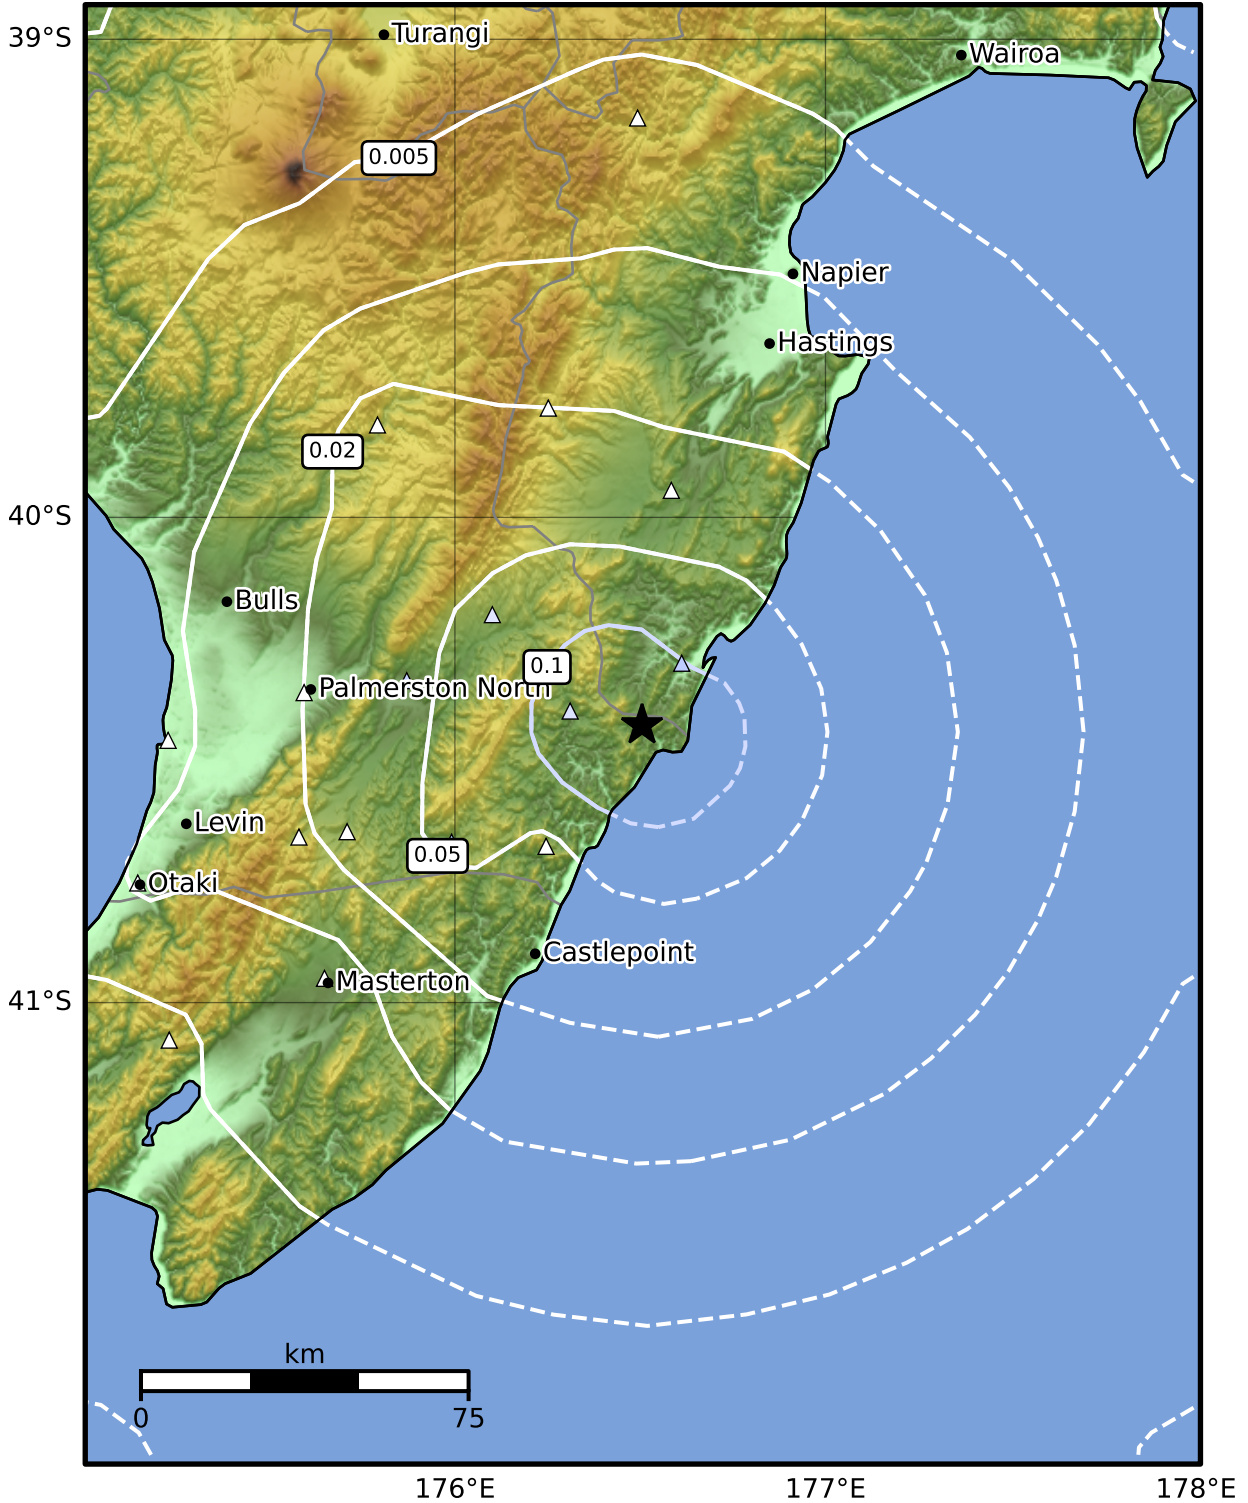 Turangi
39°S
Wairoa
0.005
Napier
Hastings
0.02
40°S
Bulls
0.1
Palmerston North
Levin
0.05
Otaki
Castlepoint
Masterton
41°S
km
0
75
176°E
177°E
178°E